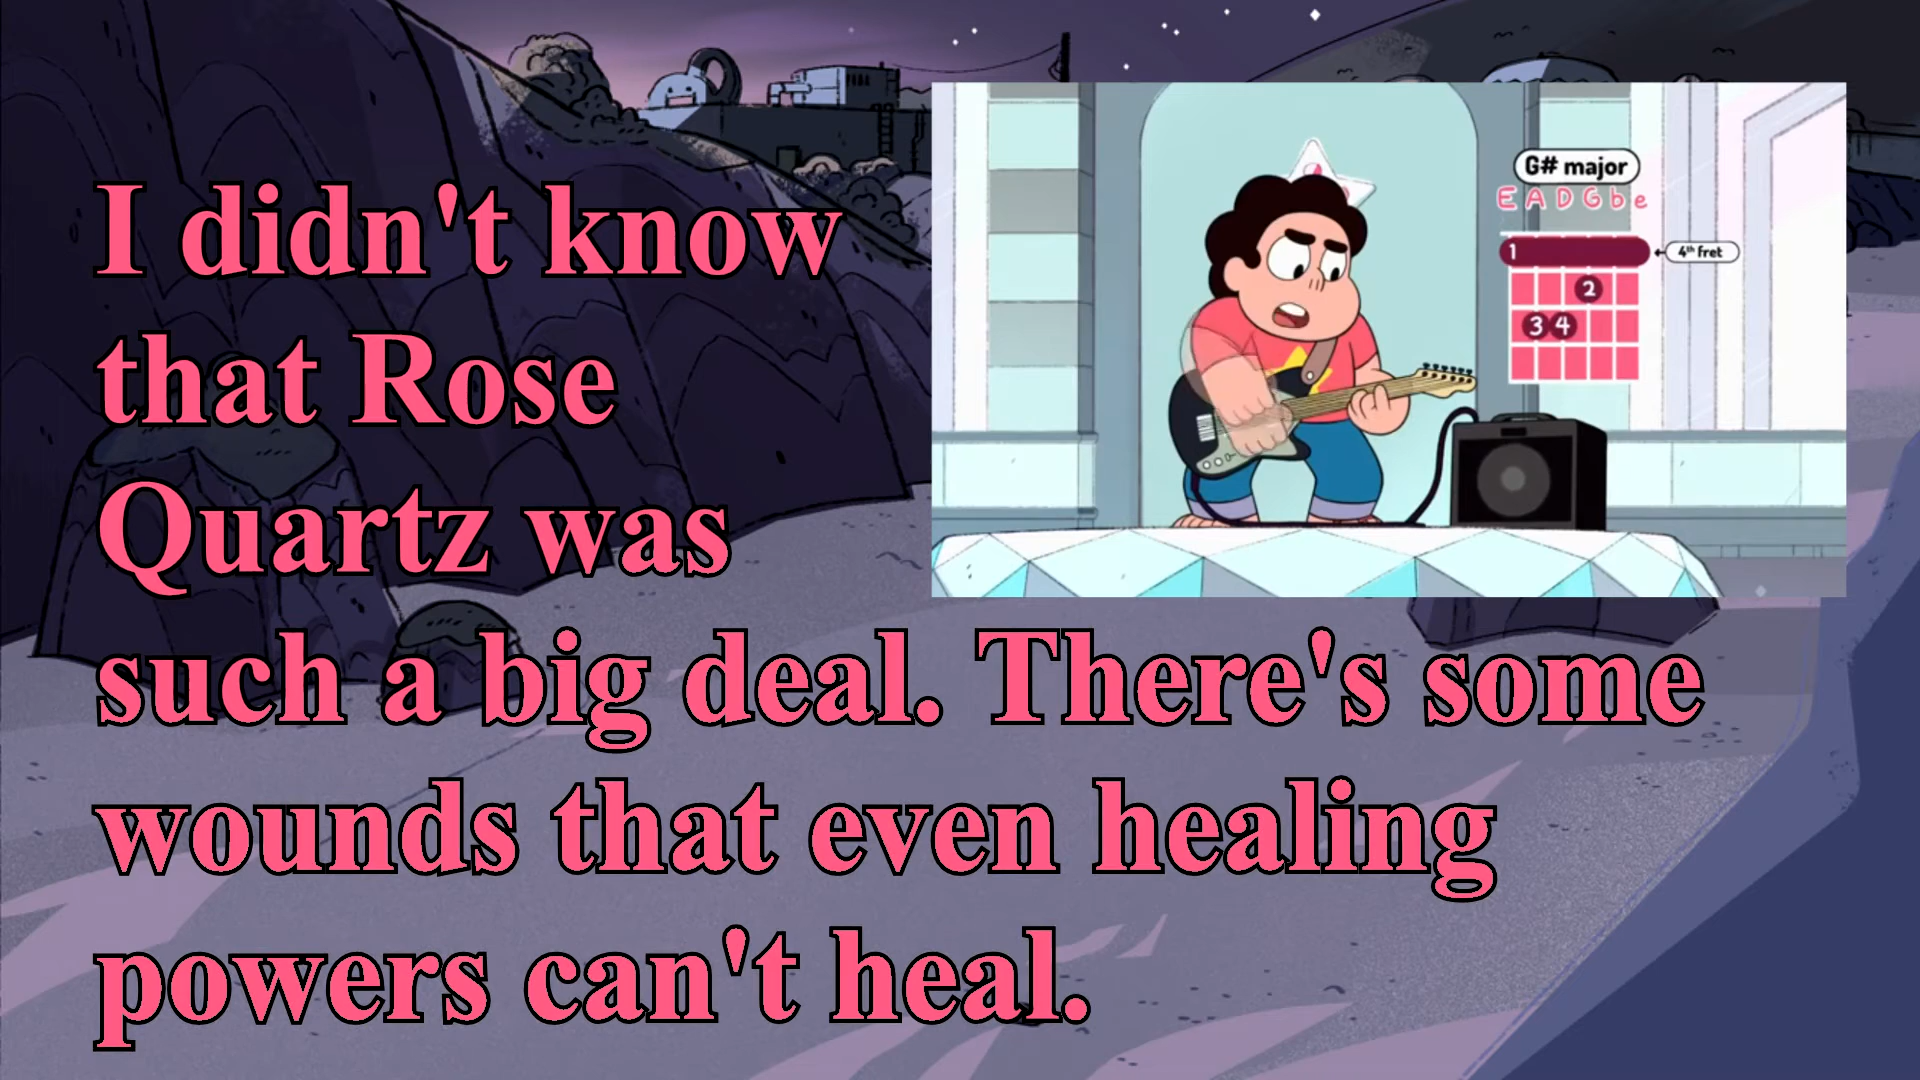 I didn't know
that Rose
Quartz was
such a big deal. There's some
wounds that even healing
powers can't heal.
G# major
E A D G b e
1
4th fret
2
3 4